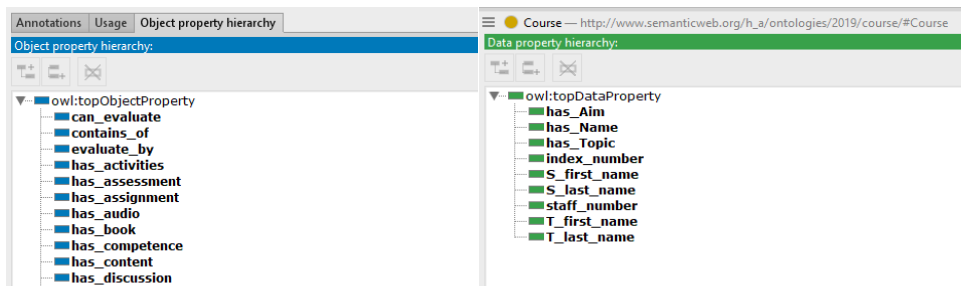 Annotations Usage Object property hierarchy
Object property hierarchy:
owl:topObjectProperty
can_evaluate
contains_of
evaluate_by
has_activities
has_assessment
has_assignment
has_audio
has_book
has_competence
has_content
has_discussion
Course — http://www.semanticweb.org/h_a/ontologies/2019/course/#Course
Data property hierarchy:
owl:topDataProperty
has_Aim
has_Name
has_Topic
index_number
S_first_name
S_last_name
staff_number
T_first_name
T_last_name